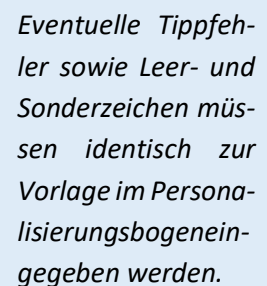 Eventuelle Tippfeh-
ler sowie Leer- und
Sonderzeichen müs-
sen identisch zur
Vorlage im Persona-
lisierungsbogenein-
gegeben werden.